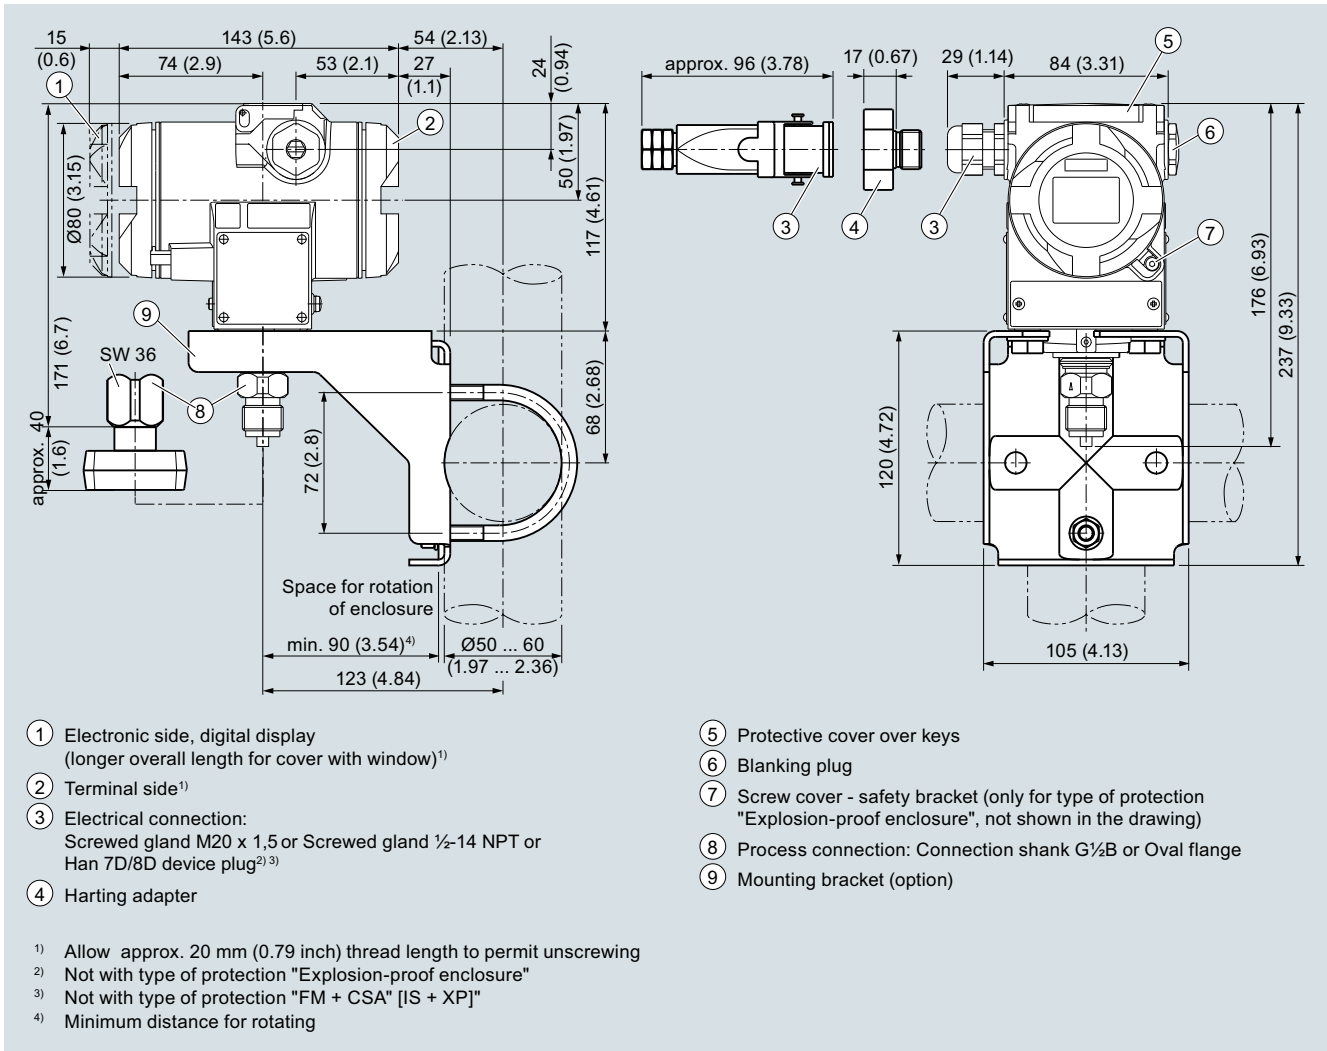 15
(0.6)
143 (5.6)
54 (2.13)
74 (2.9)
53 (2.1)
27
(1.1)
24
(0.94)
1
2
Ø80 (3.15)
50 (1.97)
117 (4.61)
171 (6.7)
9
SW 36
8
approx. 40
(1.6)
72 (2.8)
68 (2.68)
Space for rotation
of enclosure
min. 90 (3.54)4)
Ø50 ... 60
(1.97 ... 2.36)
123 (4.84)
approx. 96 (3.78)
17 (0.67)
29 (1.14)
84 (3.31)
5
6
3
4
3
7
176 (6.93)
237 (9.33)
120 (4.72)
105 (4.13)
1 Electronic side, digital display
(longer overall length for cover with window)1)
2 Terminal side1)
3 Electrical connection:
Screwed gland M20 x 1,5 or Screwed gland ½-14 NPT or
Han 7D/8D device plug2) 3)
4 Harting adapter
5 Protective cover over keys
6 Blanking plug
7 Screw cover - safety bracket (only for type of protection
"Explosion-proof enclosure", not shown in the drawing)
8 Process connection: Connection shank G½B or Oval flange
9 Mounting bracket (option)
1) Allow approx. 20 mm (0.79 inch) thread length to permit unscrewing
2) Not with type of protection "Explosion-proof enclosure"
3) Not with type of protection "FM + CSA" [IS + XP]"
4) Minimum distance for rotating